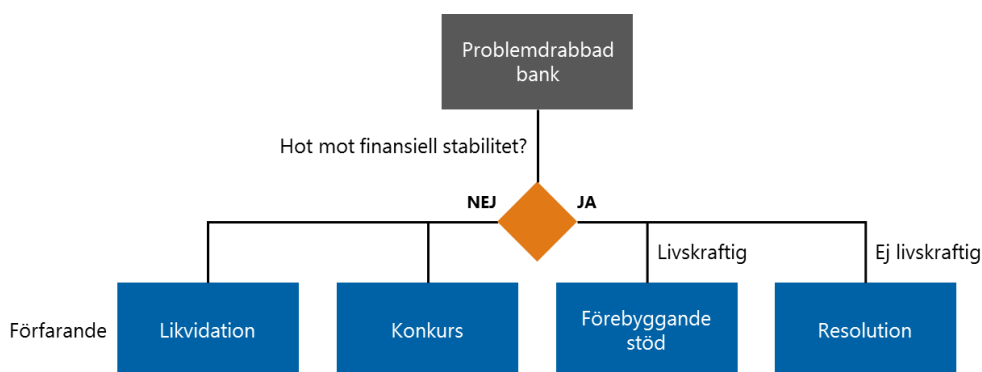 Problemdrabbad
bank
Hot mot finansiell stabilitet?
NEJ
JA
Livskraftig
Ej livskraftig
Förfarande
Likvidation
Konkurs
Förebyggande
stöd
Resolution